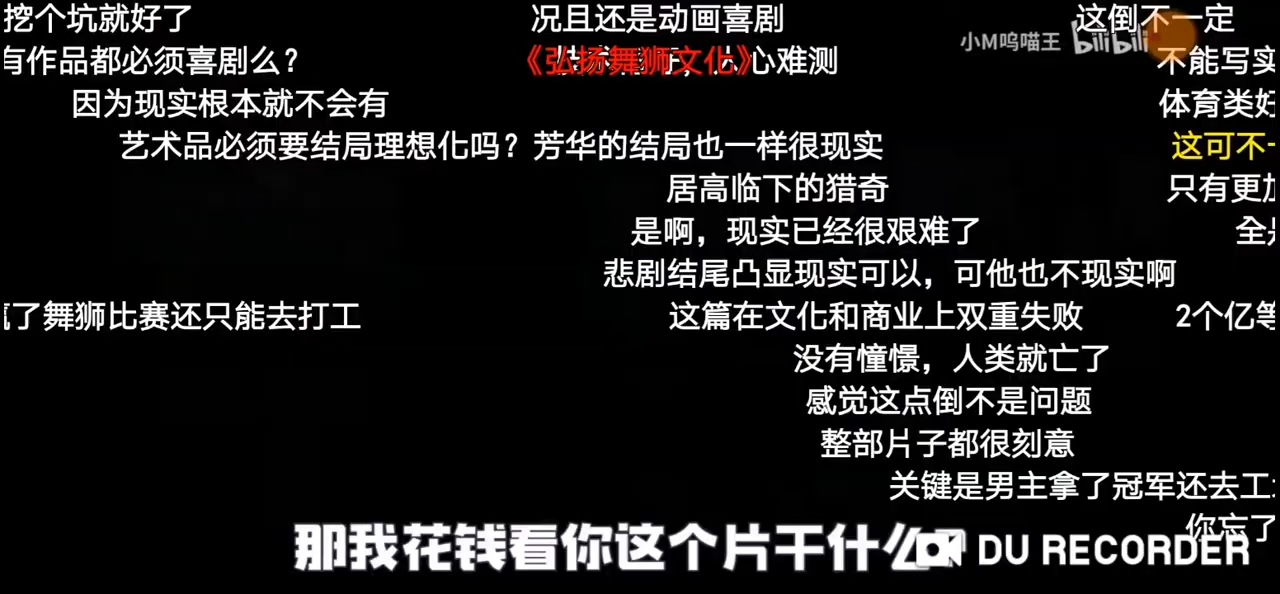 挖个坑就好了
况且还是动画喜剧
这倒不一定
小M呜喵王 bilibili
有作品都必须喜剧么？
《弘扬舞狮文化》
心难测
不能写实
因为现实根本就不会有
体育类好
艺术品必须要结局理想化吗？
芳华的结局也一样很现实
这可不一
居高临下的猎奇
只有更加
是啊，现实已经很艰难了
全是
悲剧结尾凸显现实可以，可他也不现实啊
赢了舞狮比赛还只能去打工
这篇在文化和商业上双重失败
2个亿等
没有憧憬，人类就亡了
感觉这点倒不是问题
整部片子都很刻意
关键是男主拿了冠军还去工
你忘了
那我花钱看你这个片干什么
DU RECORDER